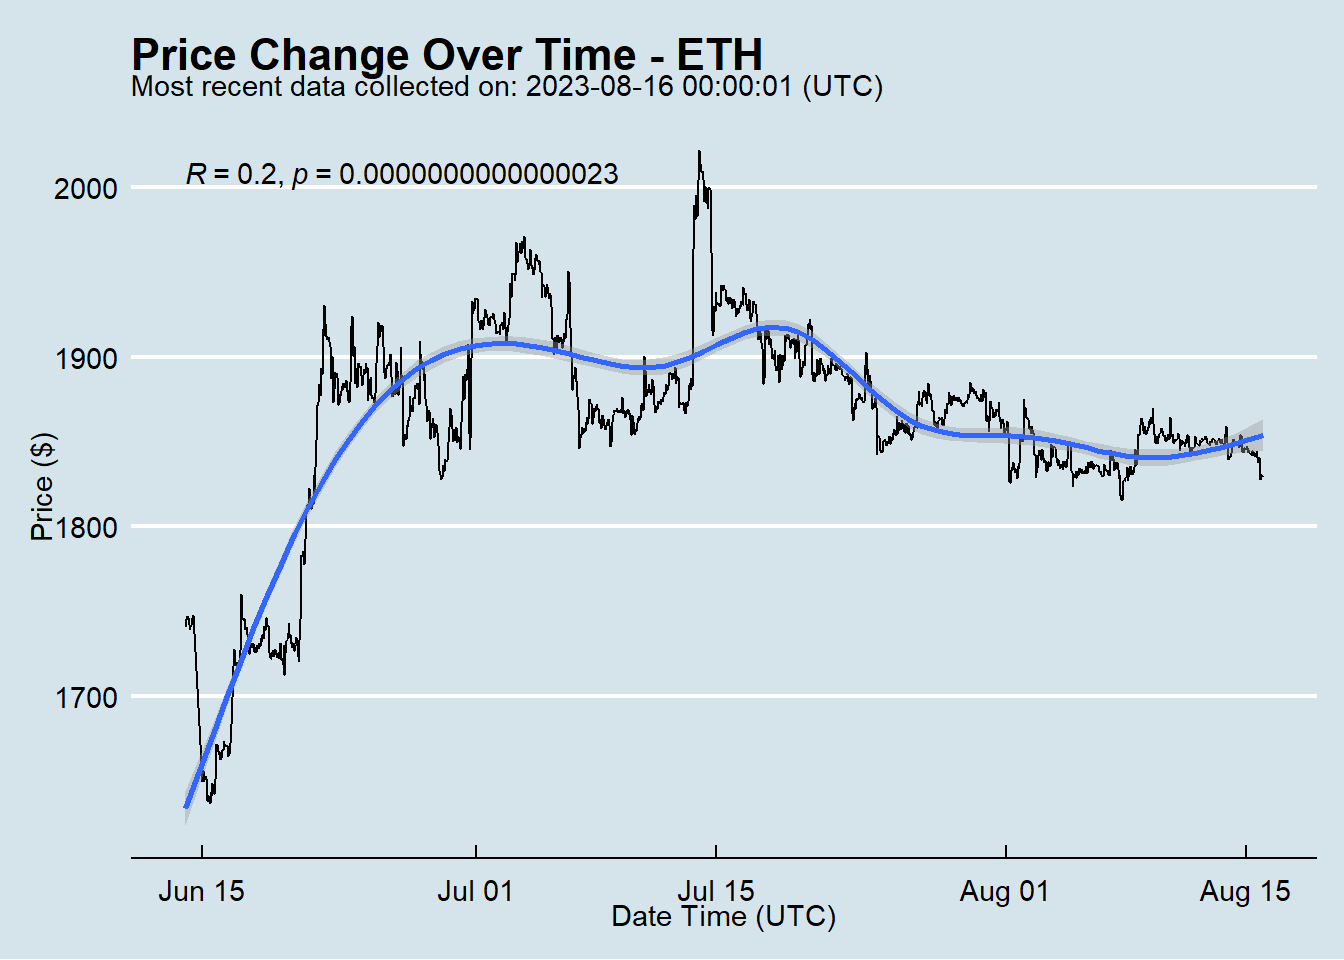 Price Change Over Time - ETH
Most recent data collected on: 2023-08-16 00:00:01 (UTC)
R = 0.2, p = 0.0000000000000023
2000
1900
1800
1700
Price ($)
Jun 15
Jul 01
Jul 15
Aug 01
Aug 15
Date Time (UTC)